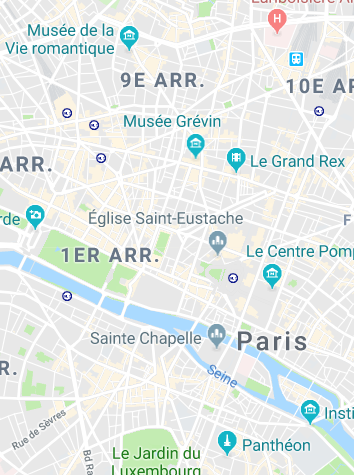 Lariboisière A
Musée de la
Vie romantique
H
9E ARR.
10E AR
Musée Grévin
Le Grand Rex
ARR.
rde
Église Saint-Eustache
F
1ER ARR.
Le Centre Pomp
Sainte Chapelle
Paris
R.
Seine
Insti
Rue de Sèvres
Bd Ra
Panthéon
Le Jardin du
Luxembourg